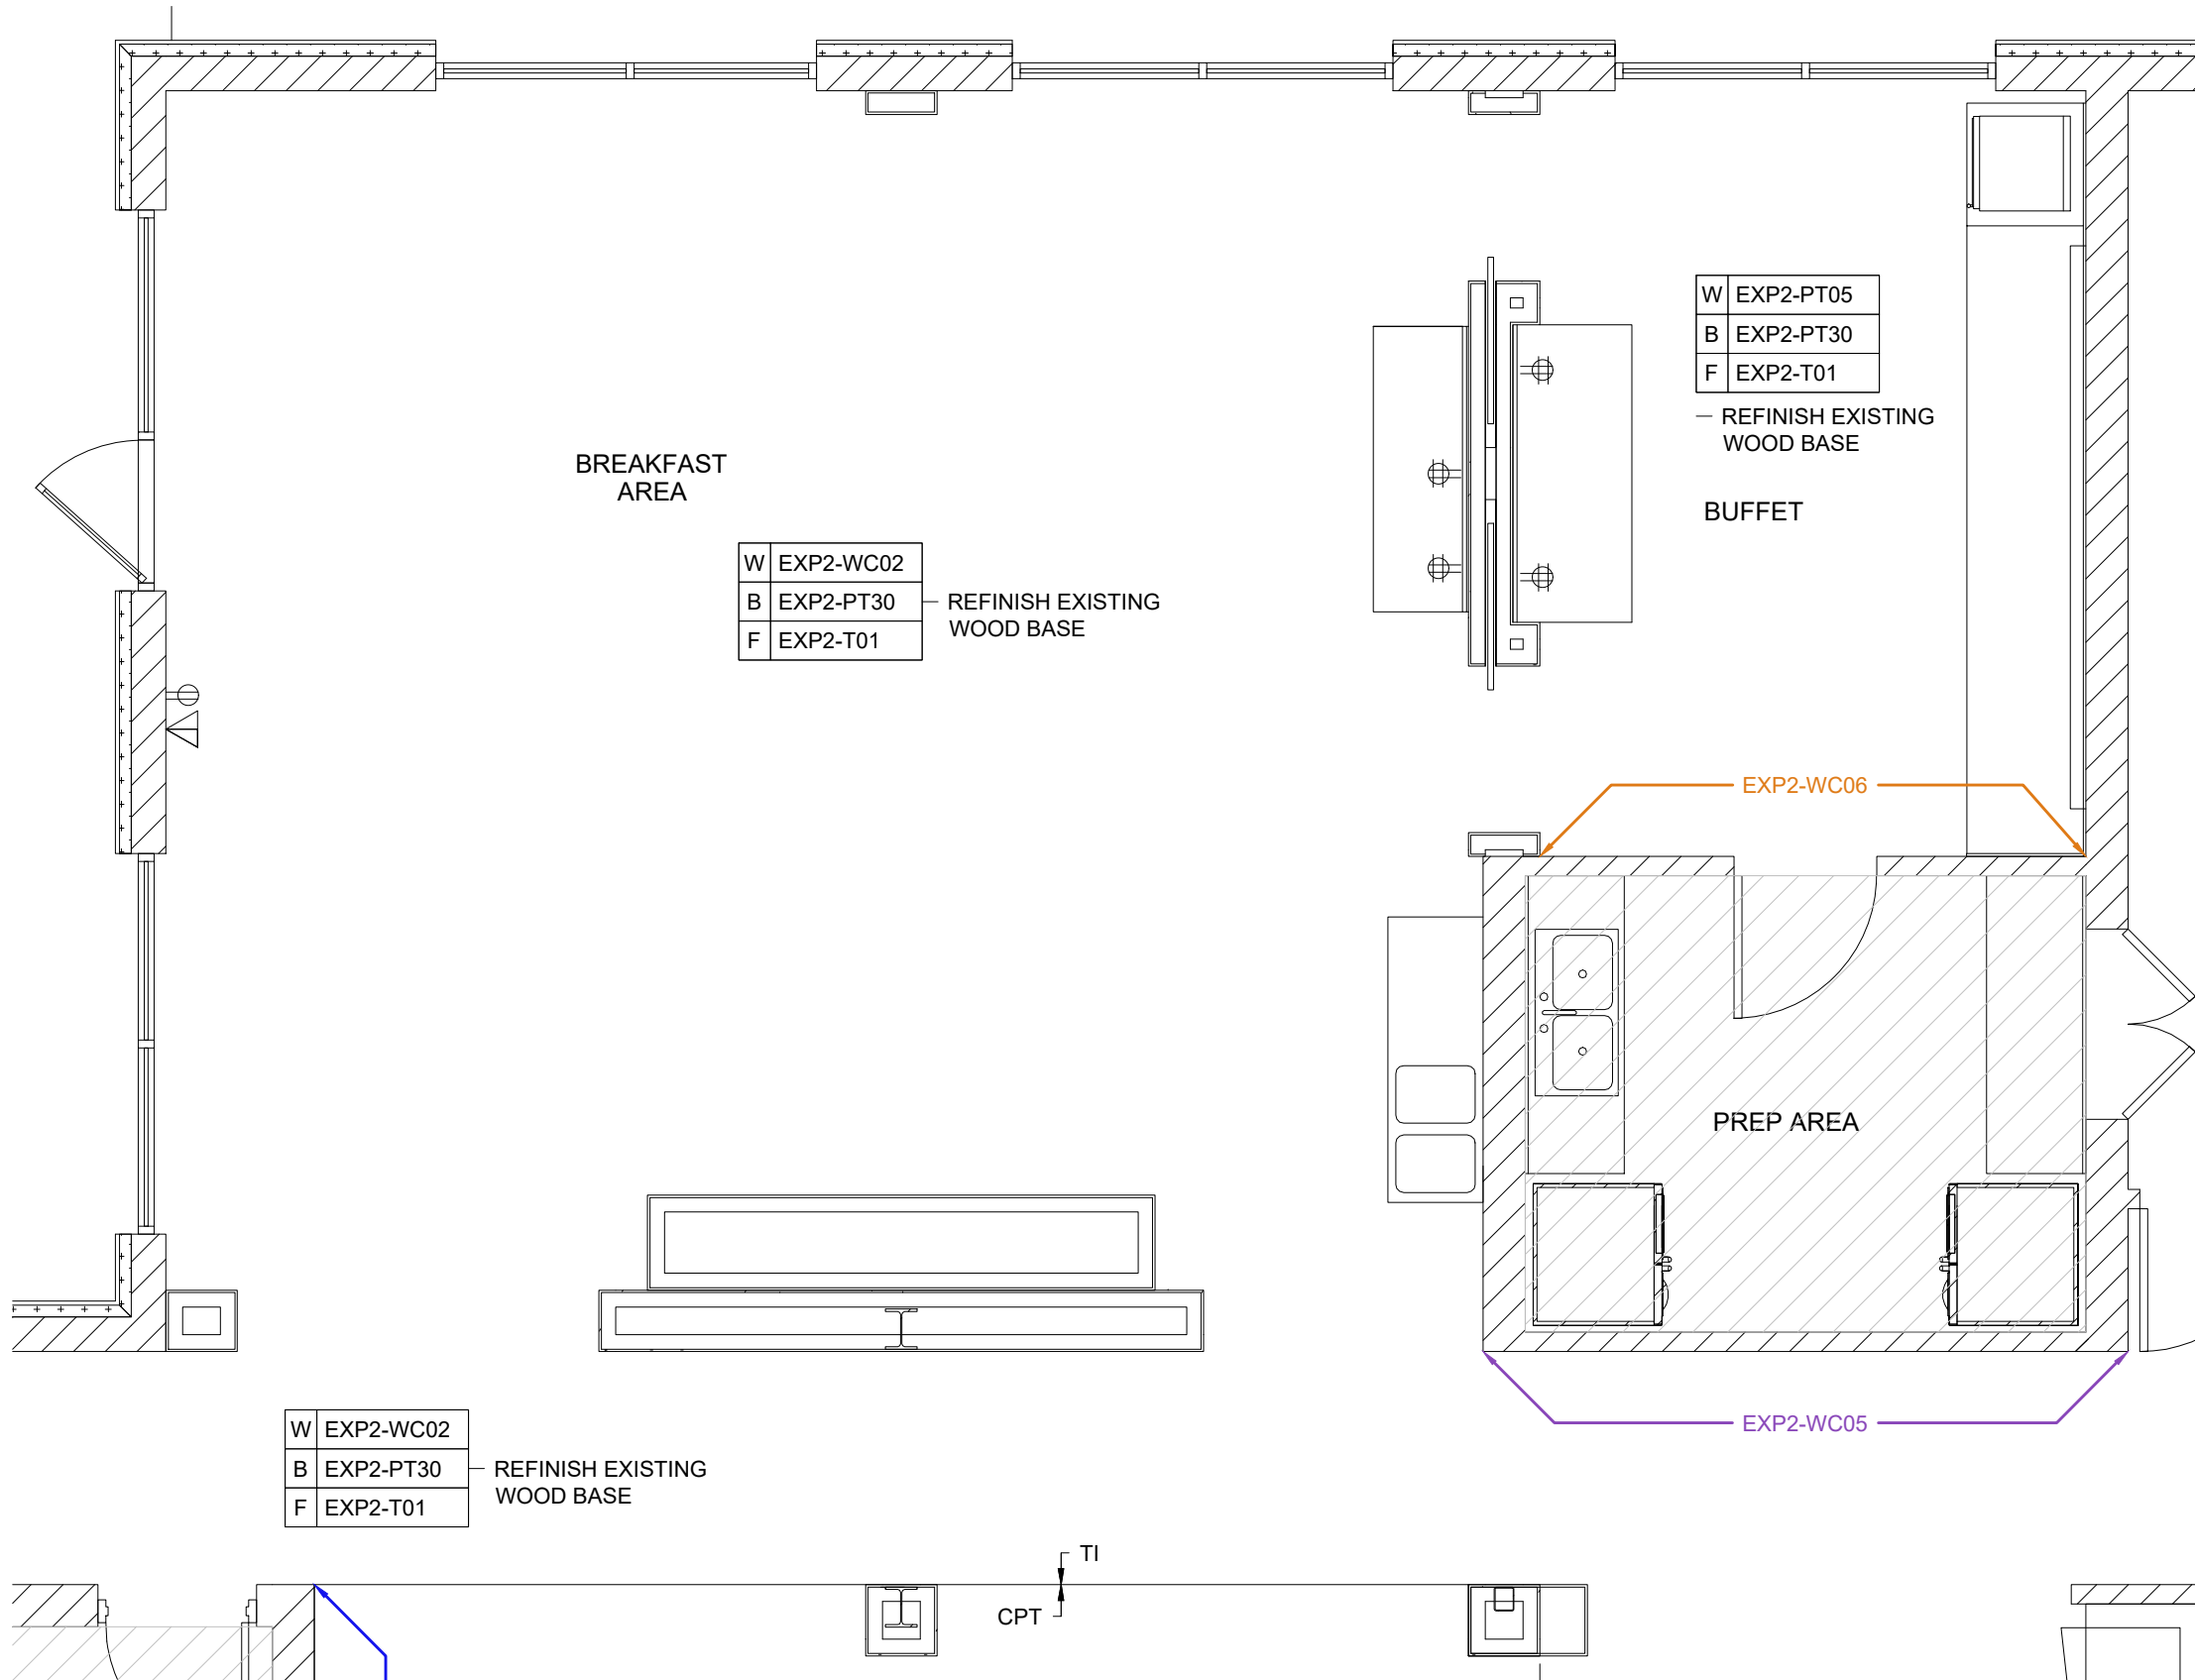 W EXP2-PT05
B EXP2-PT30
F EXP2-T01
REFINISH EXISTING
WOOD BASE
BREAKFAST
AREA
BUFFET
W EXP2-WC02
B EXP2-PT30
F EXP2-T01
REFINISH EXISTING
WOOD BASE
EXP2-WC06
PREP AREA
EXP2-WC05
W EXP2-WC02
B EXP2-PT30
F EXP2-T01
REFINISH EXISTING
WOOD BASE
TI
CPT